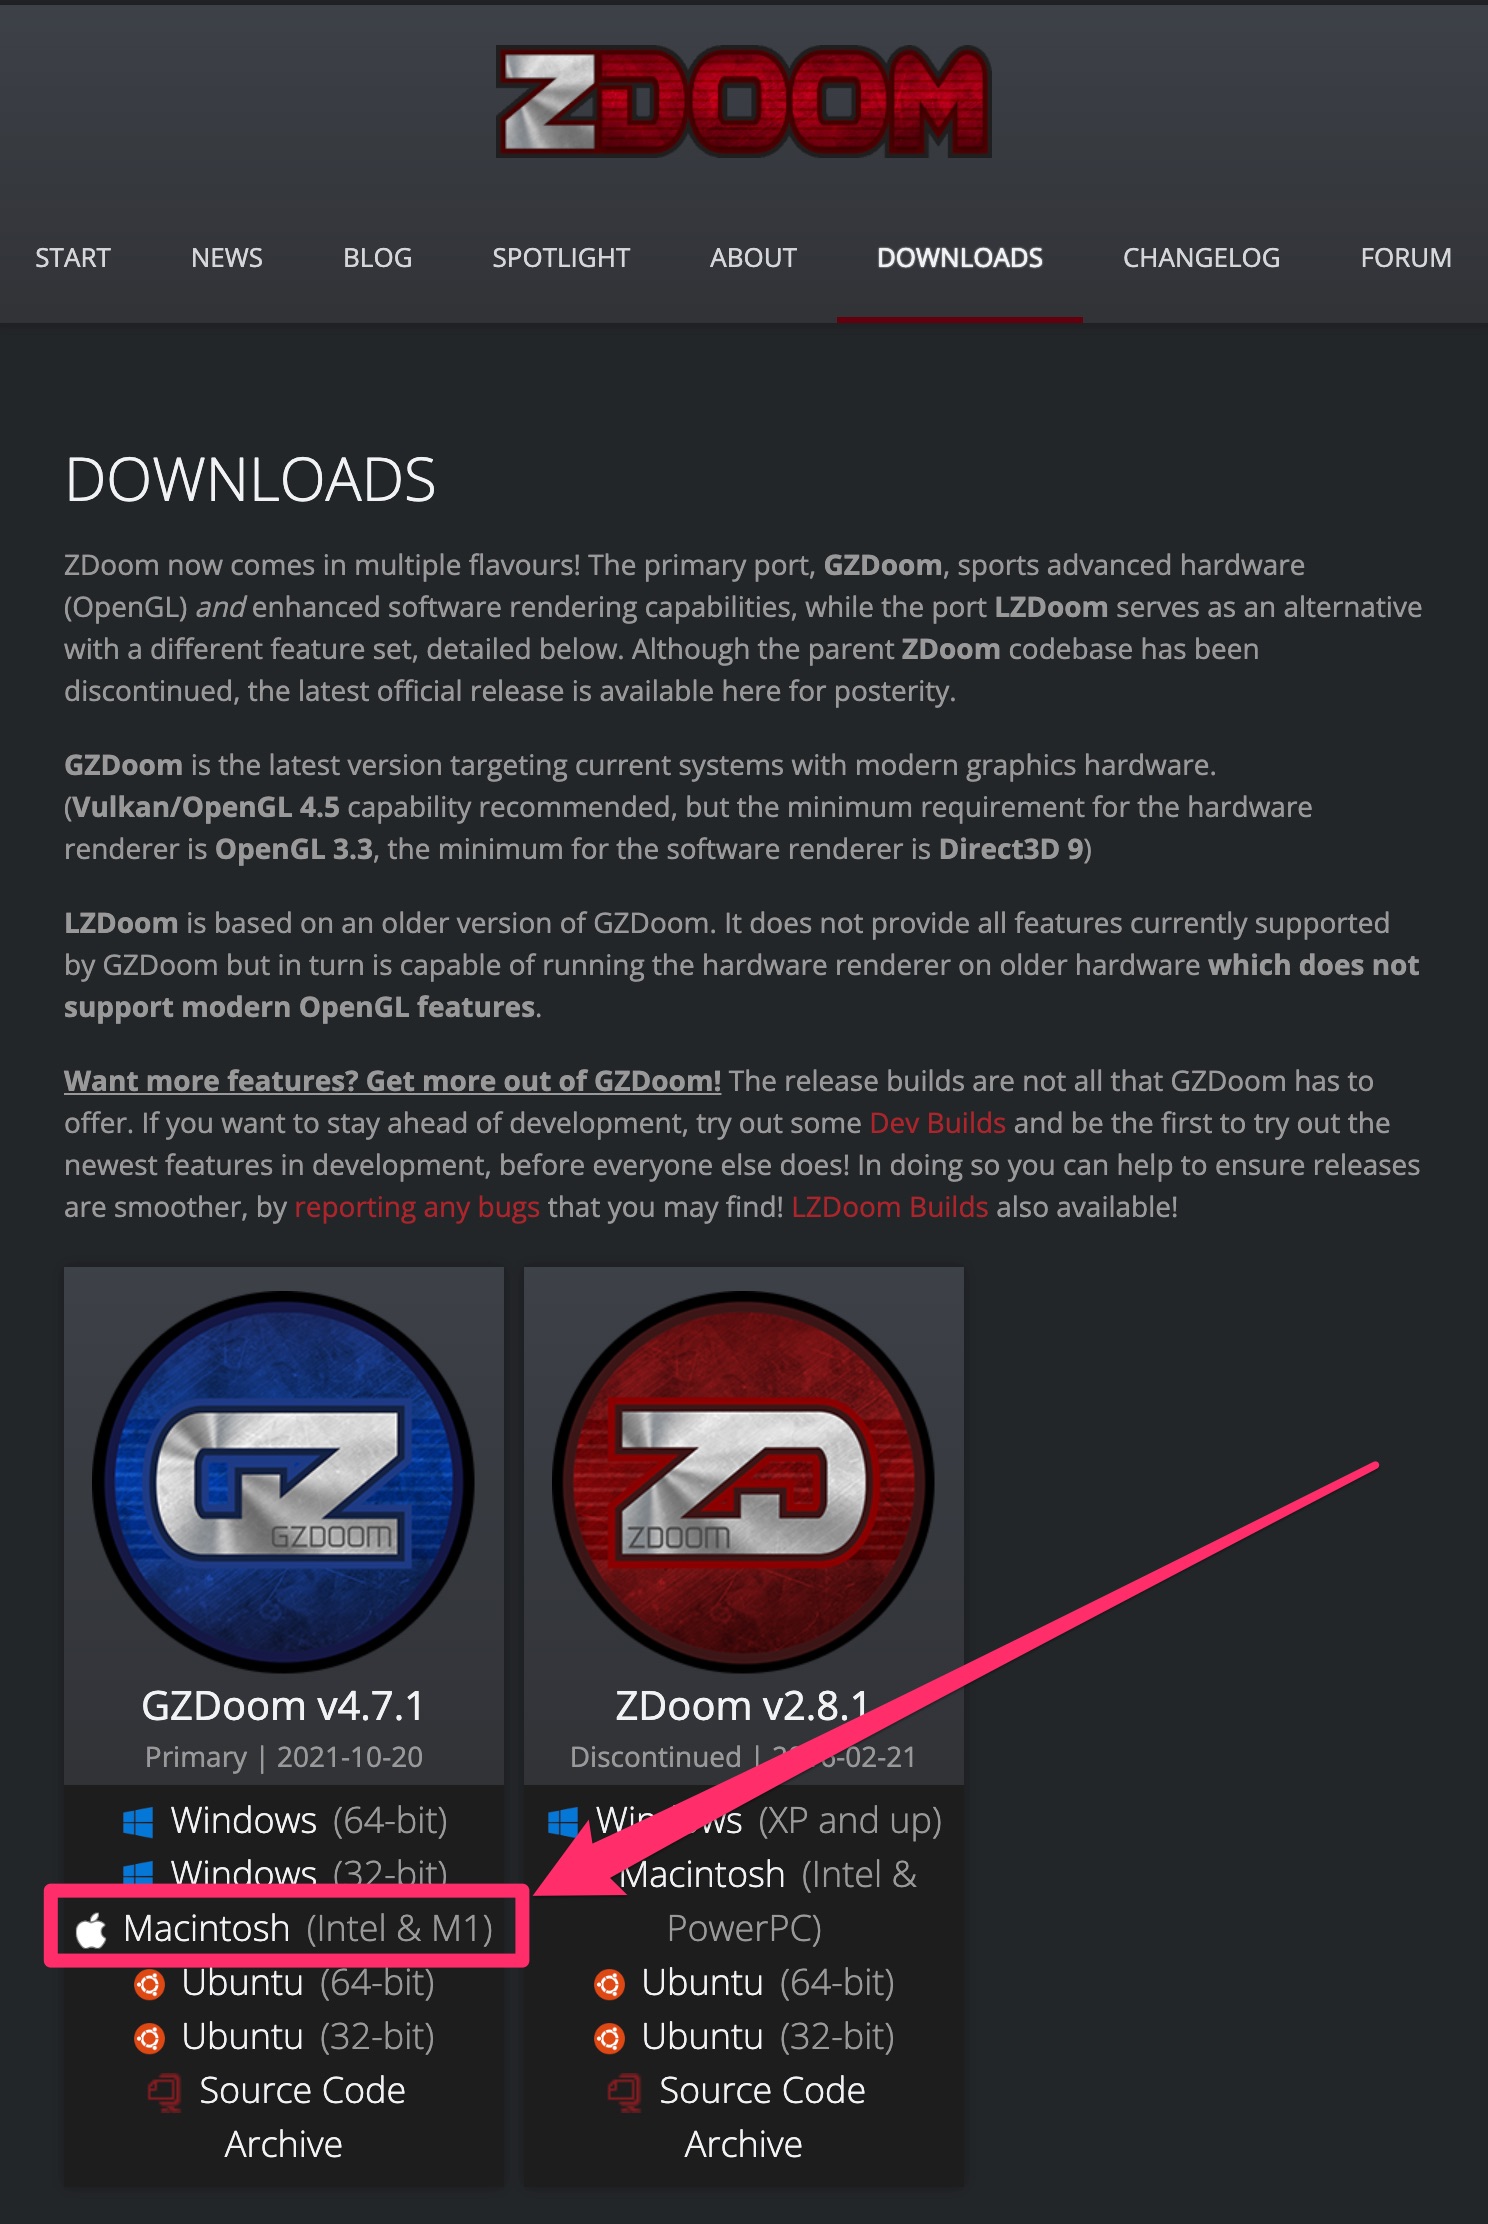 ZDOOM
START NEWS BLOG SPOTLIGHT ABOUT DOWNLOADS CHANGELOG FORUM
DOWNLOADS
ZDoom now comes in multiple flavours! The primary port, GZDoom, sports advanced hardware
(OpenGL) and enhanced software rendering capabilities, while the port LZDoom serves as an alternative
with a different feature set, detailed below. Although the parent ZDoom codebase has been
discontinued, the latest official release is available here for posterity.
GZDoom is the latest version targeting current systems with modern graphics hardware.
(Vulkan/OpenGL 4.5 capability recommended, but the minimum requirement for the hardware
renderer is OpenGL 3.3, the minimum for the software renderer is Direct3D 9)
LZDoom is based on an older version of GZDoom. It does not provide all features currently supported
by GZDoom but in turn is capable of running the hardware renderer on older hardware which does not
support modern OpenGL features.
Want more features? Get more out of GZDoom! The release builds are not all that GZDoom has to
offer. If you want to stay ahead of development, try out some Dev Builds and be the first to try out the
newest features in development, before everyone else does! In doing so you can help to ensure releases
are smoother, by reporting any bugs that you may find! LZDoom Builds also available!
GZ
GZDOOM
GZDoom v4.7.1
Primary | 2021-10-20
Windows (64-bit)
Windows (32-bit)
Macintosh (Intel & M1)
Ubuntu (64-bit)
Ubuntu (32-bit)
Source Code
Archive
ZD
ZDOOM
ZDoom v2.8.1
Discontinued | -02-21
Windows (XP and up)
Macintosh (Intel &
PowerPC)
Ubuntu (64-bit)
Ubuntu (32-bit)
Source Code
Archive